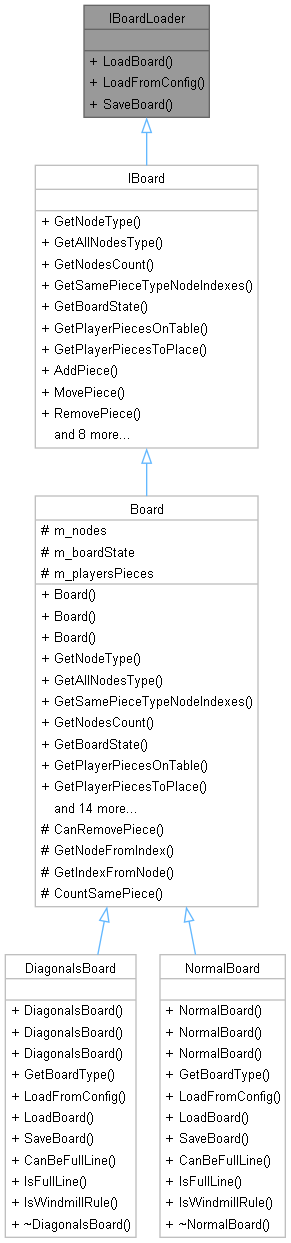 IBoardLoader
+ LoadBoard()
+ LoadFromConfig()
+ SaveBoard()
IBoard
+ GetNodeType()
+ GetAllNodesType()
+ GetNodesCount()
+ GetSamePieceTypeNodeIndexes()
+ GetBoardState()
+ GetPlayerPiecesOnTable()
+ GetPlayerPiecesToPlace()
+ AddPiece()
+ MovePiece()
+ RemovePiece()
and 8 more...
Board
# m_nodes
# m_boardState
# m_playersPieces
+ Board()
+ Board()
+ Board()
+ GetNodeType()
+ GetAllNodesType()
+ GetSamePieceTypeNodeIndexes()
+ GetNodesCount()
+ GetBoardState()
+ GetPlayerPiecesOnTable()
+ GetPlayerPiecesToPlace()
and 14 more...
# CanRemovePiece()
# GetNodeFromIndex()
# GetIndexFromNode()
# CountSamePiece()
DiagonalsBoard
+ DiagonalsBoard()
+ DiagonalsBoard()
+ DiagonalsBoard()
+ GetBoardType()
+ LoadFromConfig()
+ LoadBoard()
+ SaveBoard()
+ CanBeFullLine()
+ IsFullLine()
+ IsWindmillRule()
+ ~DiagonalsBoard()
NormalBoard
+ NormalBoard()
+ NormalBoard()
+ NormalBoard()
+ GetBoardType()
+ LoadFromConfig()
+ LoadBoard()
+ SaveBoard()
+ CanBeFullLine()
+ IsFullLine()
+ IsWindmillRule()
+ ~NormalBoard()